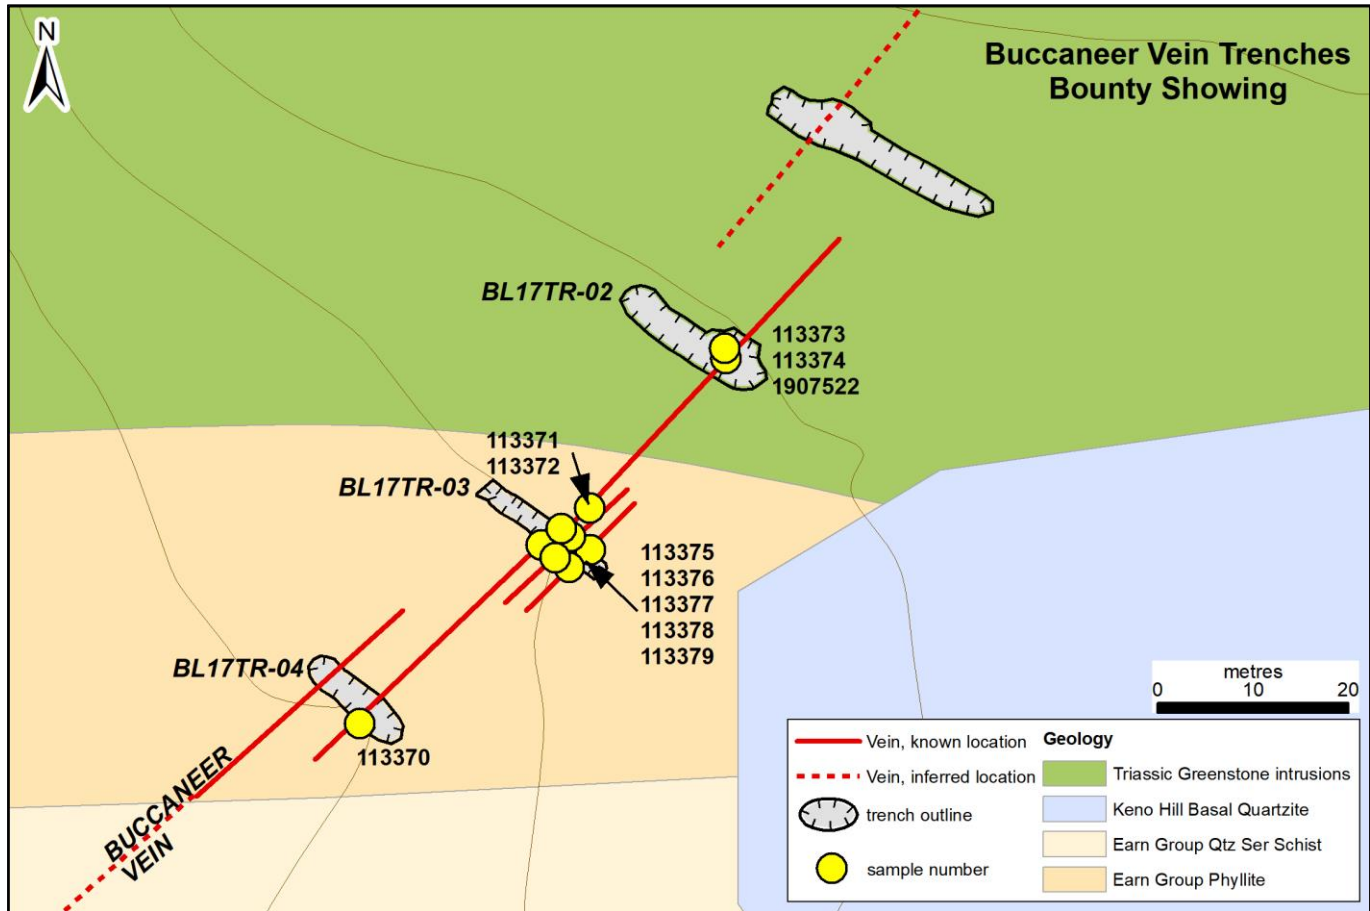 N
Buccaneer Vein Trenches
Bounty Showing
BL17TR-02
113373
113374
1907522
113371
113372
BL17TR-03
113375
113376
113377
113378
113379
BL17TR-04
113370
BUCCANEER
VEIN
metres
0 10 20
Vein, known location
Vein, inferred location
trench outline
sample number
Geology
Triassic Greenstone intrusions
Keno Hill Basal Quartzite
Earn Group Qtz Ser Schist
Earn Group Phyllite